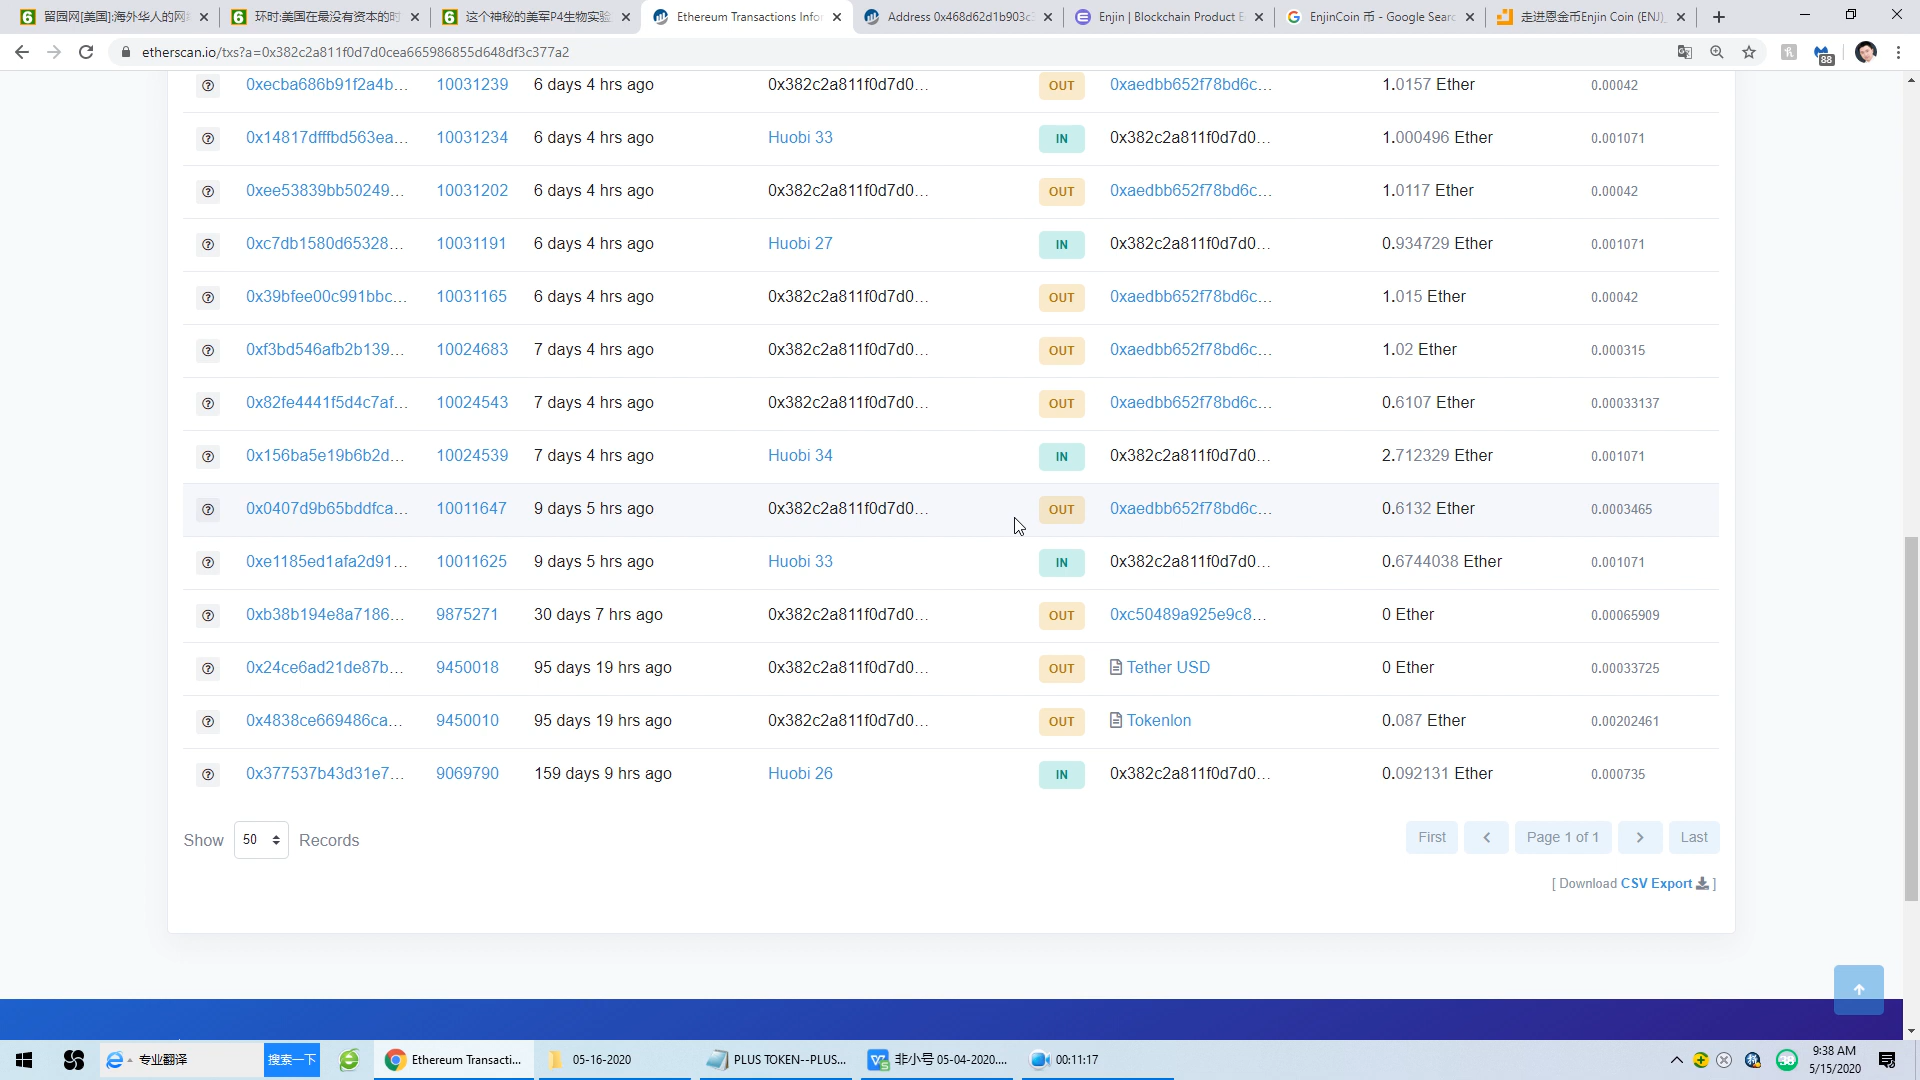 留园网[美国]:海外华人的网
环时:美国在最没有资本的时
这个神秘的美军P4生物实验
Ethereum Transactions Infor
Address 0x468d62d1b903c3
Enjin | Blockchain Product E
EnjinCoin 币 - Google Searc
走进恩金币Enjin Coin (ENJ)_
etherscan.io/txs?a=0x382c2a811f0d7d0cea665986855d648df3c377a2
88
0xecba686b91f2a4b... 10031239 6 days 4 hrs ago 0x382c2a811f0d7d0... OUT 0xaedbb652f78bd6c... 1.0157 Ether 0.00042
0x14817dfffbd563ea... 10031234 6 days 4 hrs ago Huobi 33 IN 0x382c2a811f0d7d0... 1.000496 Ether 0.001071
0xee53839bb50249... 10031202 6 days 4 hrs ago 0x382c2a811f0d7d0... OUT 0xaedbb652f78bd6c... 1.0117 Ether 0.00042
0xc7db1580d65328... 10031191 6 days 4 hrs ago Huobi 27 IN 0x382c2a811f0d7d0... 0.934729 Ether 0.001071
0x39bfee00c991bbc... 10031165 6 days 4 hrs ago 0x382c2a811f0d7d0... OUT 0xaedbb652f78bd6c... 1.015 Ether 0.00042
0xf3bd546afb2b139... 10024683 7 days 4 hrs ago 0x382c2a811f0d7d0... OUT 0xaedbb652f78bd6c... 1.02 Ether 0.000315
0x82fe4441f5d4c7af... 10024543 7 days 4 hrs ago 0x382c2a811f0d7d0... OUT 0xaedbb652f78bd6c... 0.6107 Ether 0.00033137
0x156ba5e19b6b2d... 10024539 7 days 4 hrs ago Huobi 34 IN 0x382c2a811f0d7d0... 2.712329 Ether 0.001071
0x0407d9b65bddfca... 10011647 9 days 5 hrs ago 0x382c2a811f0d7d0... OUT 0xaedbb652f78bd6c... 0.6132 Ether 0.0003465
0xe1185ed1afa2d91... 10011625 9 days 5 hrs ago Huobi 33 IN 0x382c2a811f0d7d0... 0.6744038 Ether 0.001071
0xb38b194e8a7186... 9875271 30 days 7 hrs ago 0x382c2a811f0d7d0... OUT 0xc50489a925e9c8... 0 Ether 0.00065909
0x24ce6ad21de87b... 9450018 95 days 19 hrs ago 0x382c2a811f0d7d0... OUT Tether USD 0 Ether 0.00033725
0x4838ce669486ca... 9450010 95 days 19 hrs ago 0x382c2a811f0d7d0... OUT Tokenlon 0.087 Ether 0.00202461
0x377537b43d31e7... 9069790 159 days 9 hrs ago Huobi 26 IN 0x382c2a811f0d7d0... 0.092131 Ether 0.000735
Show 50 Records
First Page 1 of 1 Last
[ Download CSV Export ]
专业翻译 搜索一下
Ethereum Transacti...
05-16-2020
PLUS TOKEN--PLUS...
非小号 05-04-2020....
00:11:17
9:38 AM
5/15/2020